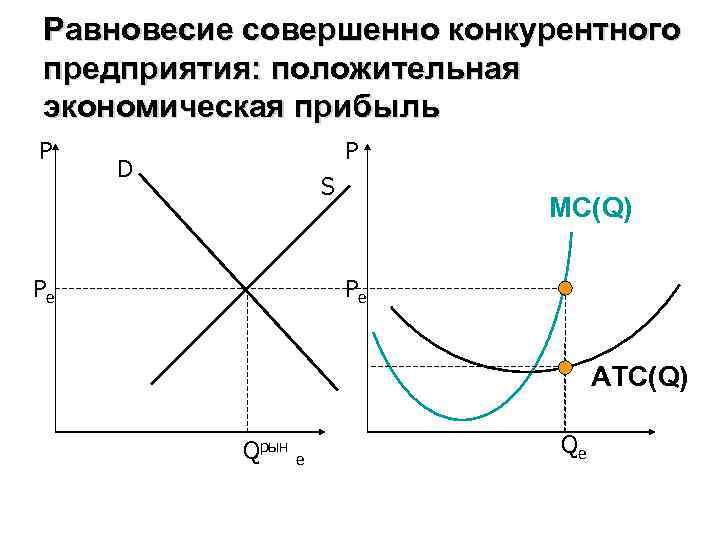 Равновесие совершенно конкурентного
предприятия: положительная
экономическая прибыль
P
D
S
Pe
Qрын e
P
MC(Q)
Pe
ATC(Q)
Qe